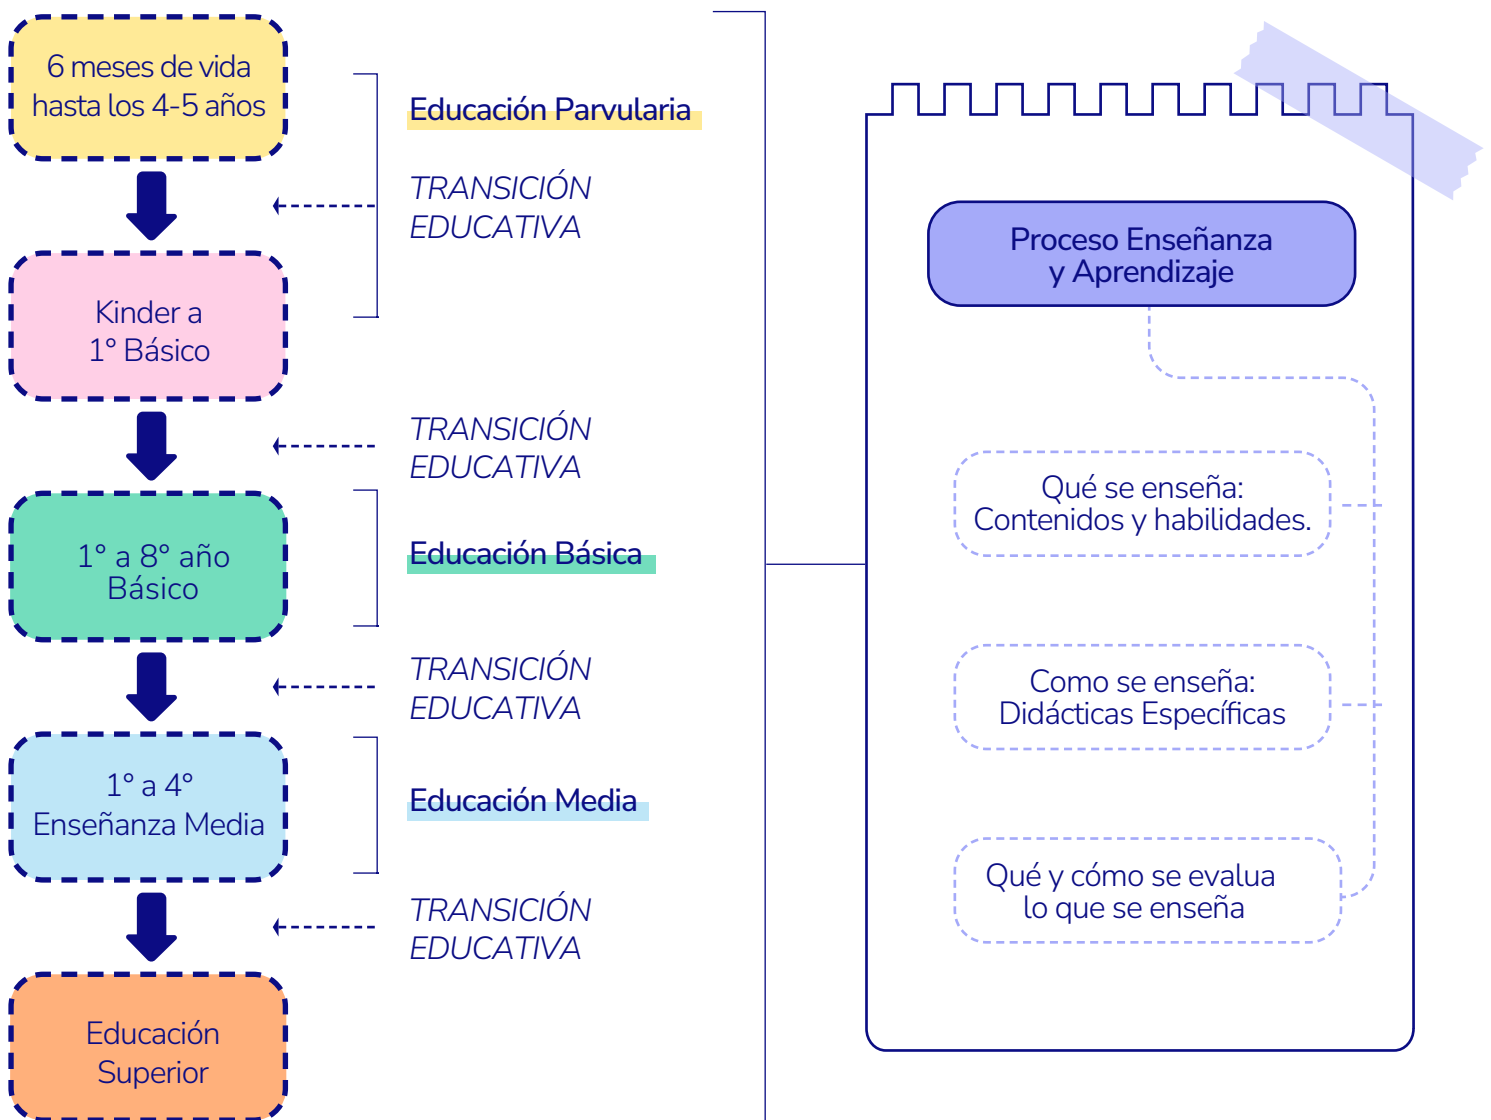 6 meses de vida
hasta los 4-5 años
Educación Parvularia
TRANSICIÓN
EDUCATIVA
Kinder a
1° Básico
TRANSICIÓN
EDUCATIVA
1° a 8° año
Básico
Educación Básica
TRANSICIÓN
EDUCATIVA
1° a 4°
Enseñanza Media
Educación Media
TRANSICIÓN
EDUCATIVA
Educación
Superior
Proceso Enseñanza
y Aprendizaje
Qué se enseña:
Contenidos y habilidades.
Como se enseña:
Didácticas Específicas
Qué y cómo se evalua
lo que se enseña